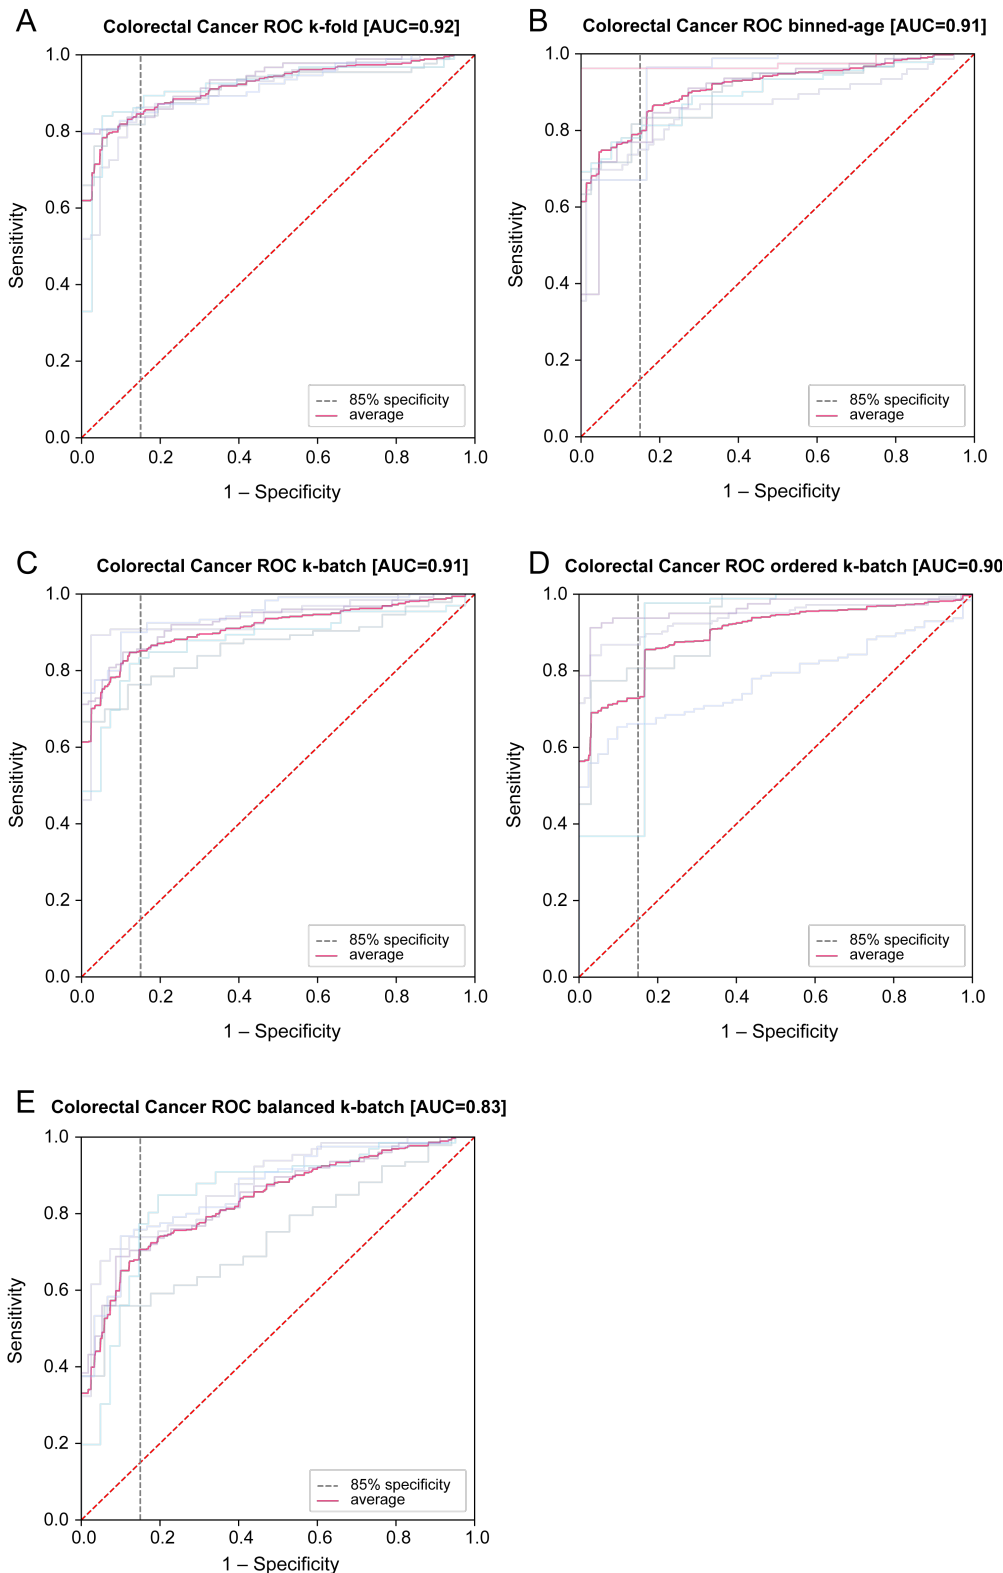 A
Colorectal Cancer ROC k-fold [AUC=0.92]
1.0
0.8
0.6
0.4
0.2
0.0
Sensitivity
85% specificity
average
0.0 0.2 0.4 0.6 0.8 1.0
1 – Specificity
B
Colorectal Cancer ROC binned-age [AUC=0.91]
1.0
0.8
0.6
0.4
0.2
0.0
Sensitivity
85% specificity
average
0.0 0.2 0.4 0.6 0.8 1.0
1 – Specificity
C
Colorectal Cancer ROC k-batch [AUC=0.91]
1.0
0.8
0.6
0.4
0.2
0.0
Sensitivity
85% specificity
average
0.0 0.2 0.4 0.6 0.8 1.0
1 – Specificity
D
Colorectal Cancer ROC ordered k-batch [AUC=0.90
1.0
0.8
0.6
0.4
0.2
0.0
Sensitivity
85% specificity
average
0.0 0.2 0.4 0.6 0.8 1.0
1 – Specificity
E
Colorectal Cancer ROC balanced k-batch [AUC=0.83]
1.0
0.8
0.6
0.4
0.2
0.0
Sensitivity
85% specificity
average
0.0 0.2 0.4 0.6 0.8 1.0
1 – Specificity